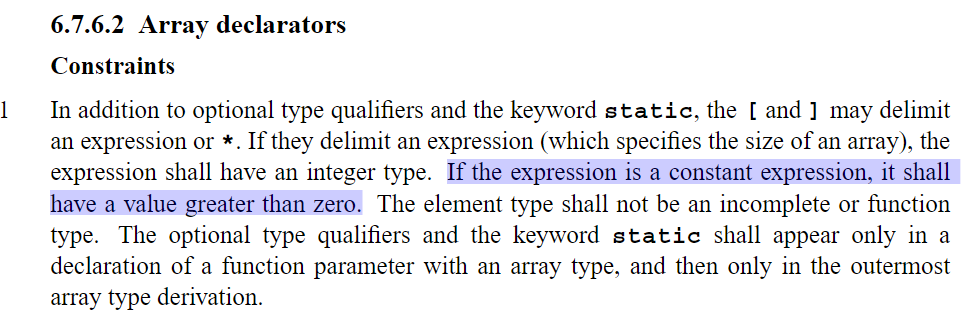 6.7.6.2 Array declarators
Constraints
1 In addition to optional type qualifiers and the keyword static, the [ and ] may delimit
an expression or *. If they delimit an expression (which specifies the size of an array), the
expression shall have an integer type. If the expression is a constant expression, it shall
have a value greater than zero. The element type shall not be an incomplete or function
type. The optional type qualifiers and the keyword static shall appear only in a
declaration of a function parameter with an array type, and then only in the outermost
array type derivation.